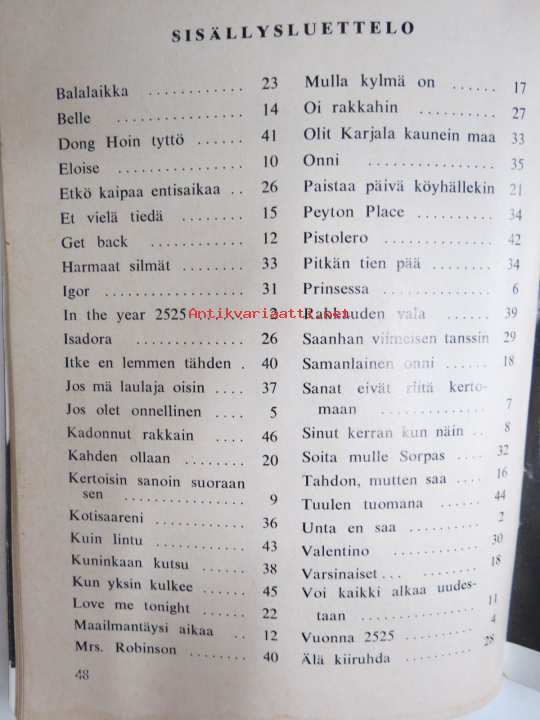 SISÄLLYSLUETTELO
Balalaikka ............ 23
Belle ................ 14
Dong Hoin tyttö ...... 41
Eloise ................ 10
Etkö kaipaa entisaikaa .. 26
Et vielä tiedä ........ 15
Get back ............ 12
Harmaat silmät ........ 33
Igor ................ 31
In the year 2525 2
Isadora ............ 26
Itke en lemmen tähden . 40
Jos mä laulaja oisin .... 37
Jos olet onnellinen .... 5
Kadonnut rakkain ...... 46
Kahden ollaan ........ 20
Kertoisin sanoin suoraan
sen .............. 9
Kotisaareni .......... 36
Kuin lintu .......... 43
Kuninkaan kutsu ...... 38
Kun yksin kulkee .... 45
Love me tonight ...... 22
Maailmantäysi aikaa .. 12
Mrs. Robinson ........ 40
48
Mulla kylmä on ...... 17
Oi rakkahin .......... 27
Olit Karjala kaunein maa 33
Onni .............. 35
Paistaa päivä köyhällekin 21
Peyton Place .......... 34
Pistolero ............ 42
Pitkän tien pää ...... 34
Prinsessa ............ 6
Rakkauden vala ...... 39
Saanhan viimeisen tanssin 29
Samanlainen onni .... 18
Sanat eivät riitä kerto-
maan ............ 7
Sinut kerran kun näin .. 8
Soita mulle Sorpas .... 32
Tahdon, mutten saa .... 16
Tuulen tuomana ...... 44
Unta en saa .......... 2
Valentino ............ 30
Varsinaiset... ........ 18
Voi kaikki alkaa uudes-
taan ............ 11
Vuonna 2525 ........ 4
Älä kiiruhda ........ 28
Antikvariaatti.net